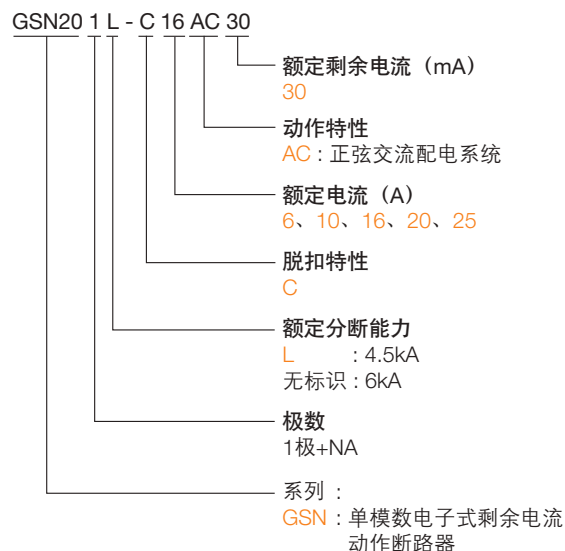 GSN20 1 L - C 16 AC 30
额定剩余电流（mA）
30
动作特性
AC : 正弦交流配电系统
额定电流（A）
6、10、16、20、25
脱扣特性
C
额定分断能力
L : 4.5kA
无标识 : 6kA
极数
1极+NA
系列 :
GSN : 单模数电子式剩余电流
动作断路器